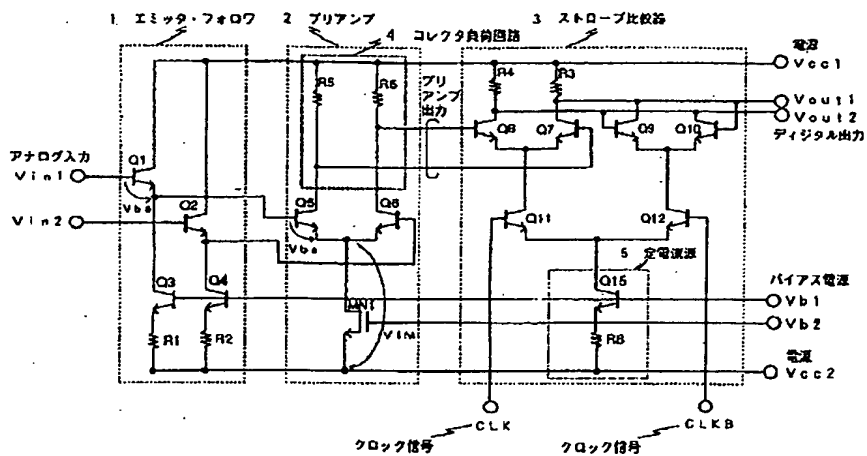 1 エミッタ・フォロワ
2 プリアンプ
4 コレクタ負荷回路
3 ストローブ比較器
電源
Vcc1
R5
R6
R4
R3
プリ
アンプ
出力
Vout1
Vout2
ディジタル出力
Q8
Q7
Q9
Q10
アナログ入力
Vin1
Q1
Vbe
Vin2
Q2
Q5
Q6
Vbe
Q11
Q12
5 定電流源
Q3
Q4
Q15
バイアス電源
Vb1
MN1
VIM
Vb2
R1
R2
R8
電源
Vcc2
CLK
CLKB
クロック信号
クロック信号